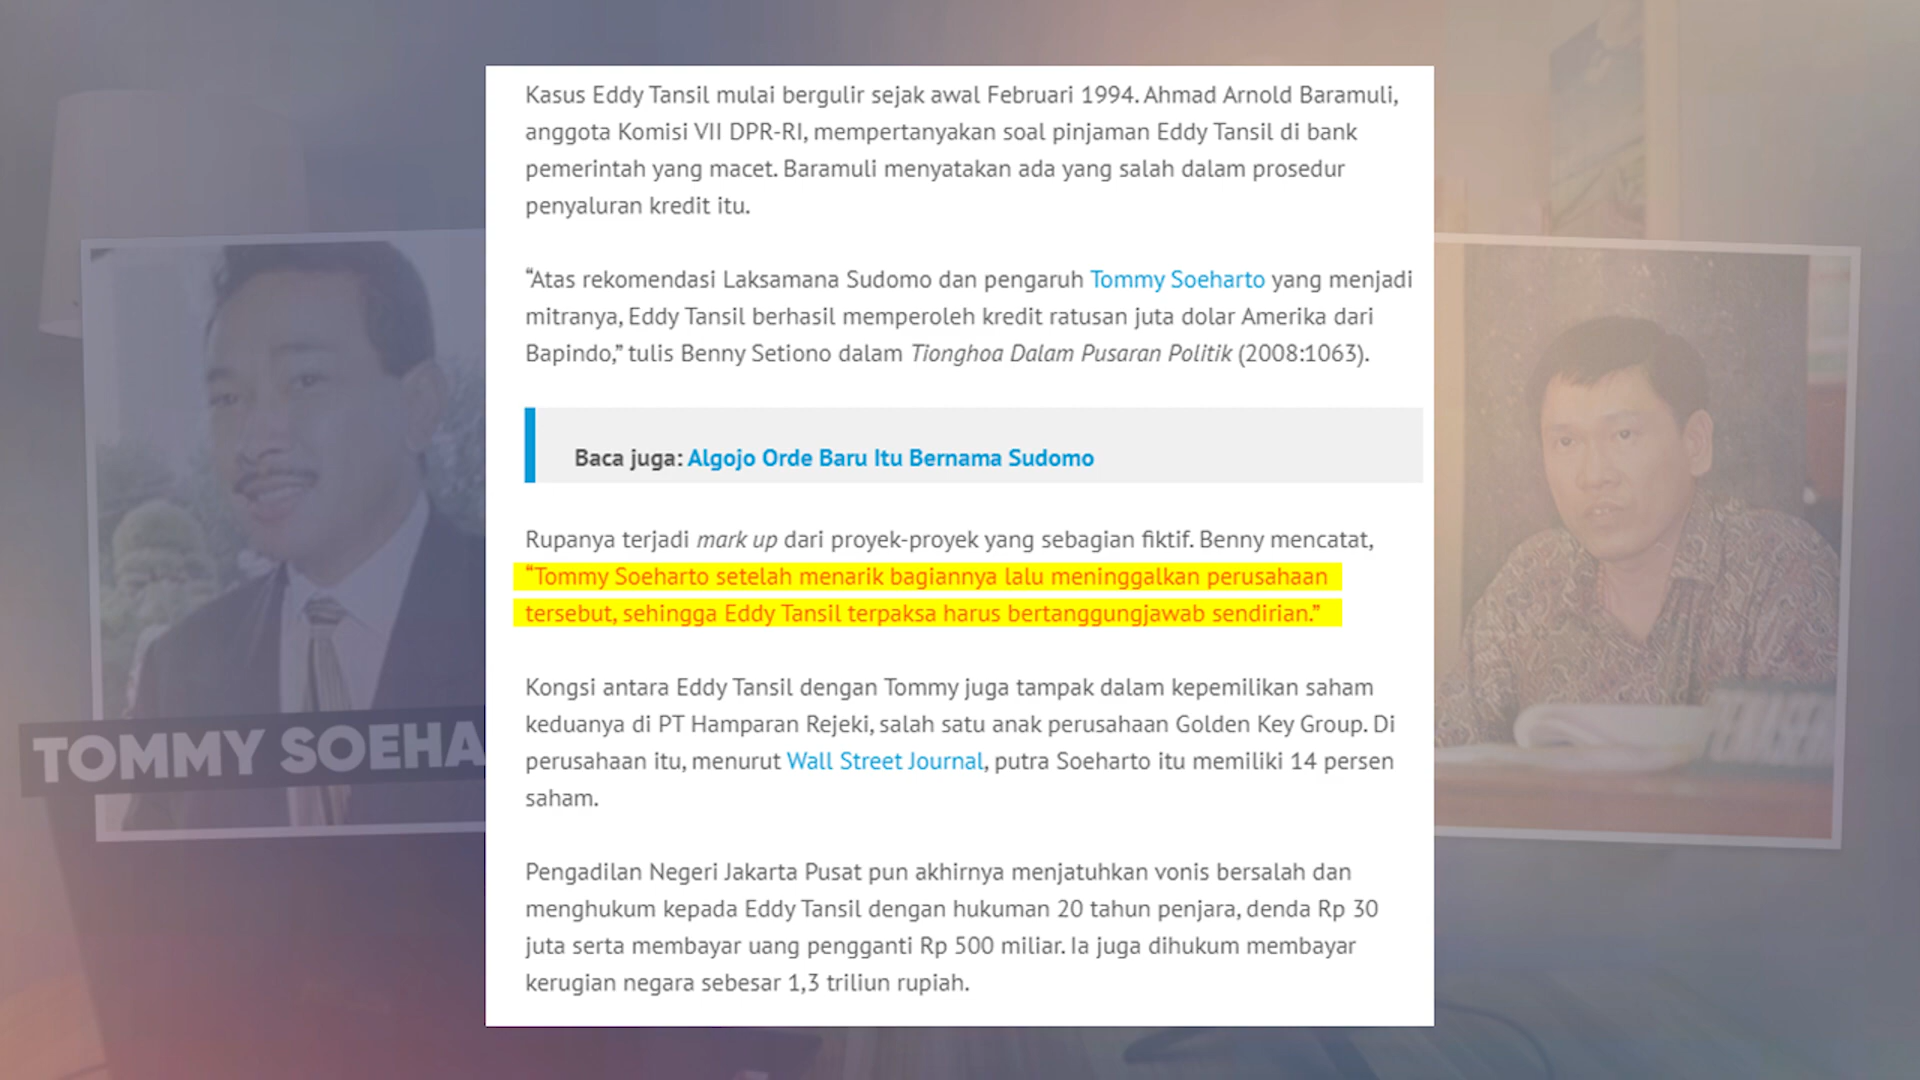 Kasus Eddy Tansil mulai bergulir sejak awal Februari 1994. Ahmad Arnold Baramuli,
anggota Komisi VII DPR-RI, mempertanyakan soal pinjaman Eddy Tansil di bank
pemerintah yang macet. Baramuli menyatakan ada yang salah dalam prosedur
penyaluran kredit itu.
“Atas rekomendasi Laksamana Sudomo dan pengaruh Tommy Soeharto yang menjadi
mitranya, Eddy Tansil berhasil memperoleh kredit ratusan juta dolar Amerika dari
Bapindo,” tulis Benny Setiono dalam Tionghoa Dalam Pusaran Politik (2008:1063).
Baca juga: Algojo Orde Baru Itu Bernama Sudomo
Rupanya terjadi mark up dari proyek-proyek yang sebagian fiktif. Benny mencatat,
“Tommy Soeharto setelah menarik bagiannya lalu meninggalkan perusahaan
tersebut, sehingga Eddy Tansil terpaksa harus bertanggungjawab sendirian.”
Kongsi antara Eddy Tansil dengan Tommy juga tampak dalam kepemilikan saham
keduanya di PT Hamparan Rejeki, salah satu anak perusahaan Golden Key Group. Di
perusahaan itu, menurut Wall Street Journal, putra Soeharto itu memiliki 14 persen
saham.
Pengadilan Negeri Jakarta Pusat pun akhirnya menjatuhkan vonis bersalah dan
menghukum kepada Eddy Tansil dengan hukuman 20 tahun penjara, denda Rp 30
juta serta membayar uang pengganti Rp 500 miliar. Ia juga dihukum membayar
kerugian negara sebesar 1,3 triliun rupiah.
TOMMY SOEHA